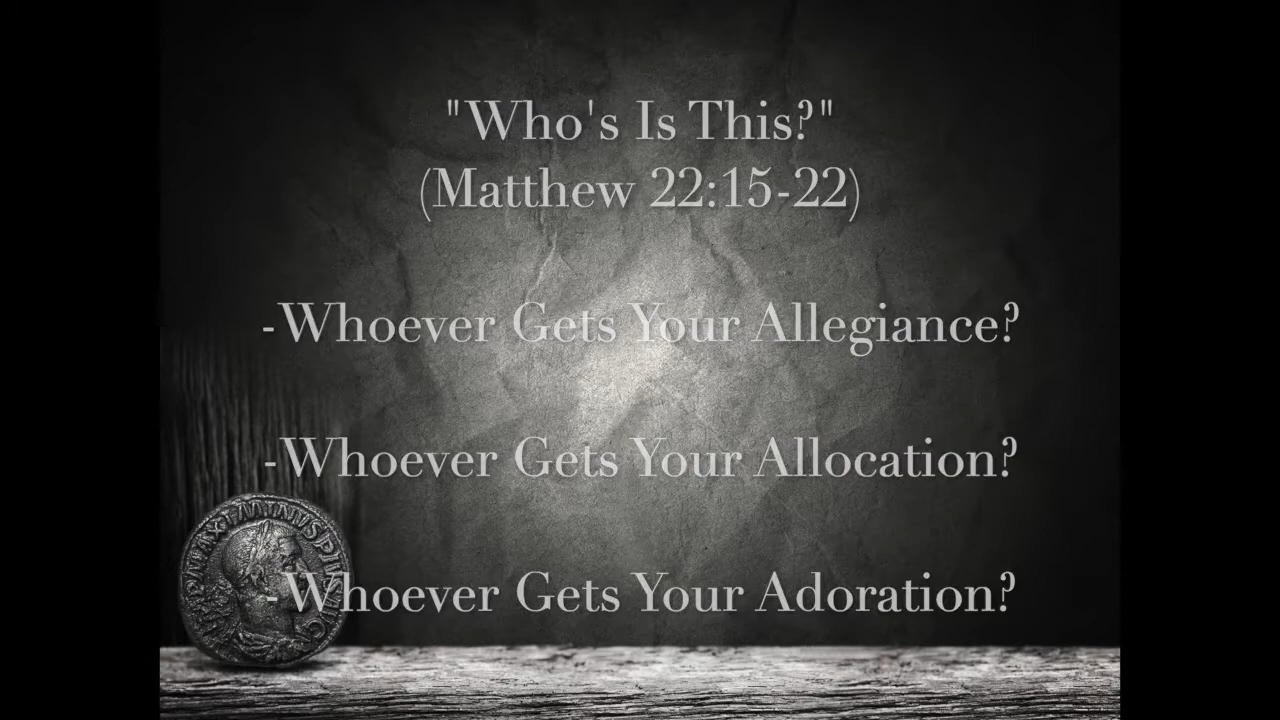 "Who's Is This?"
(Matthew 22:15-22)
-Whoever Gets Your Allegiance?
-Whoever Gets Your Allocation?
-Whoever Gets Your Adoration?